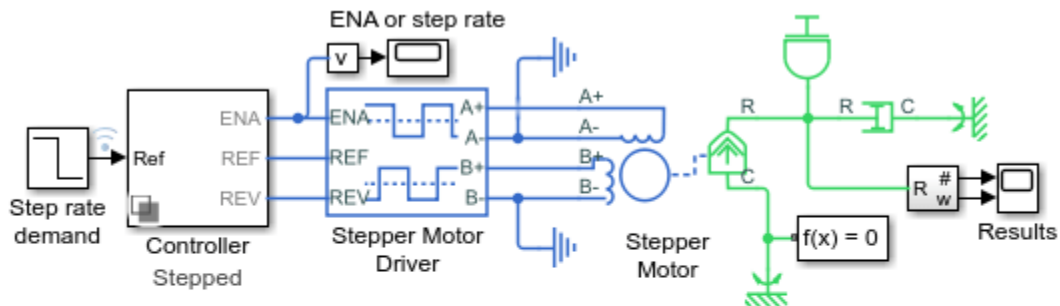 ENA or step rate
v
A+
A-
R
R
C
ENA
ENA
A+
A-
Ref
REF
REF
B+
B-
B+
B-
C
R
#
w
REV
REV
Step rate
demand
Controller
Stepped
Stepper Motor
Driver
Stepper
Motor
f(x) = 0
Results